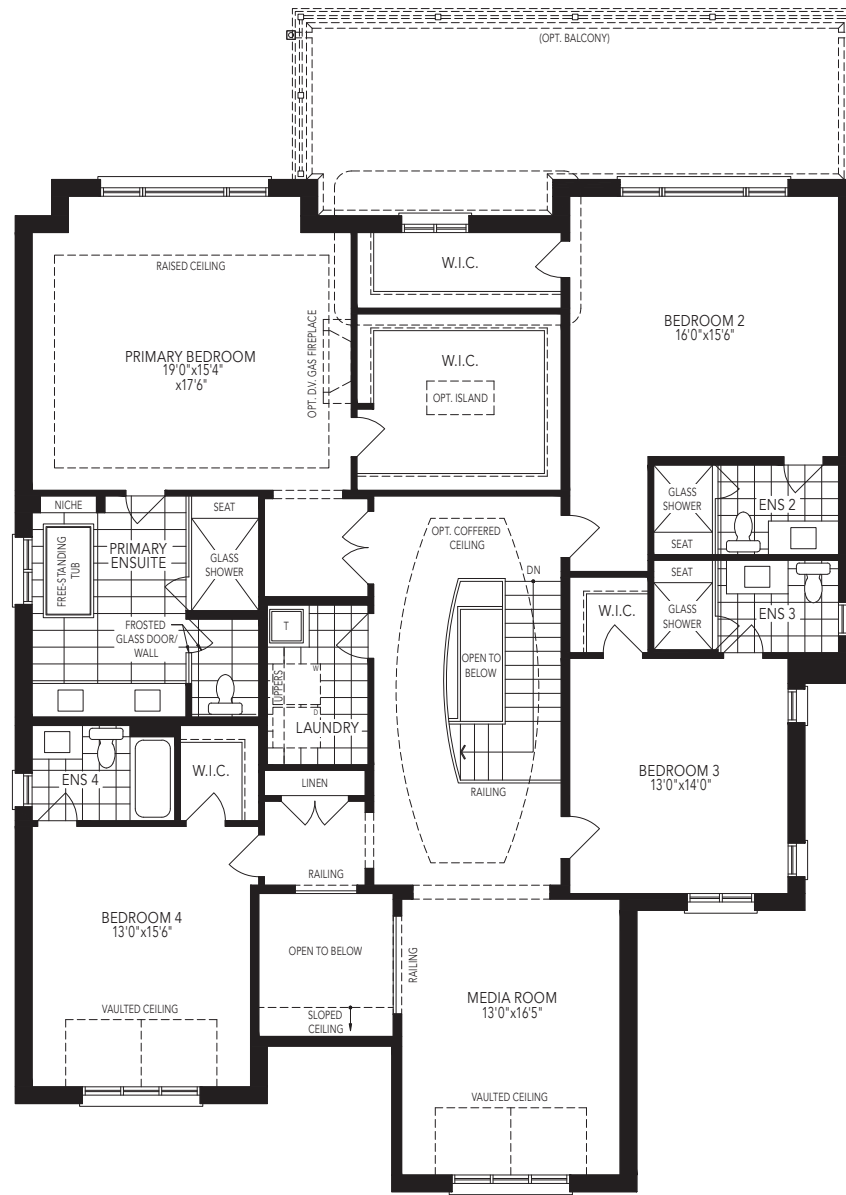 (OPT. BALCONY)
W.I.C.
RAISED CEILING
PRIMARY BEDROOM
19'0"x15'4"
x17'6"
OPT. D.V. GAS FIREPLACE
W.I.C.
OPT. ISLAND
BEDROOM 2
16'0"x15'6"
NICHE
FREE-STANDING
TUB
PRIMARY
ENSUITE
SEAT
GLASS
SHOWER
FROSTED
GLASS DOOR/
WALL
OPT. COFFERED
CEILING
DN
OPEN TO
BELOW
RAILING
GLASS
SHOWER
SEAT
ENS 2
SEAT
GLASS
SHOWER
ENS 3
W.I.C.
T
UPPERS
W
D
LAUNDRY
LINEN
ENS 4
W.I.C.
BEDROOM 3
13'0"x14'0"
RAILING
BEDROOM 4
13'0"x15'6"
VAULTED CEILING
OPEN TO BELOW
SLOPED
CEILING
RAILING
MEDIA ROOM
13'0"x16'5"
VAULTED CEILING